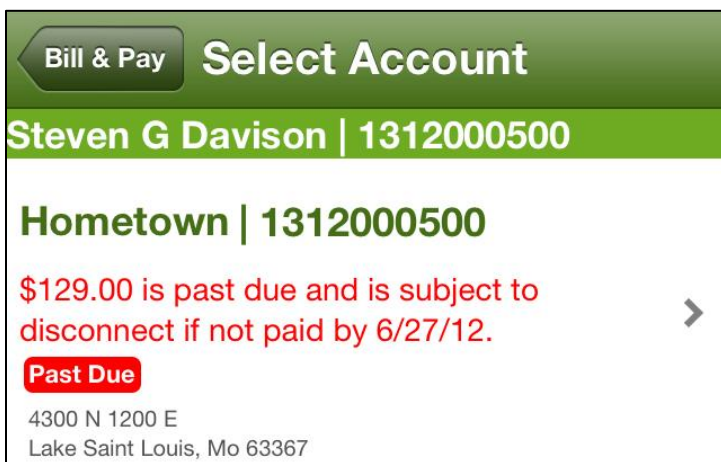 Bill & Pay Select Account
Steven G Davison | 1312000500
Hometown | 1312000500
$129.00 is past due and is subject to
disconnect if not paid by 6/27/12.
Past Due
4300 N 1200 E
Lake Saint Louis, Mo 63367